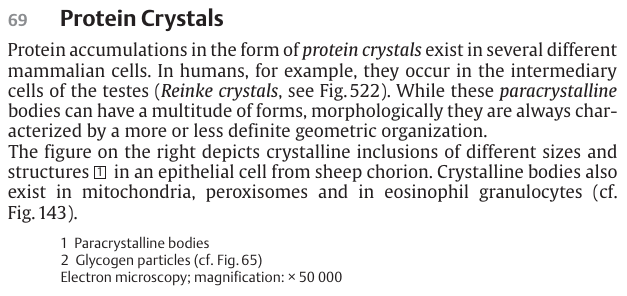 69 Protein Crystals
Protein accumulations in the form of protein crystals exist in several different
mammalian cells. In humans, for example, they occur in the intermediary
cells of the testes (Reinke crystals, see Fig. 522). While these paracrystalline
bodies can have a multitude of forms, morphologically they are always char-
acterized by a more or less definite geometric organization.
The figure on the right depicts crystalline inclusions of different sizes and
structures 1 in an epithelial cell from sheep chorion. Crystalline bodies also
exist in mitochondria, peroxisomes and in eosinophil granulocytes (cf.
Fig. 143).
1 Paracrystalline bodies
2 Glycogen particles (cf. Fig. 65)
Electron microscopy; magnification: × 50 000